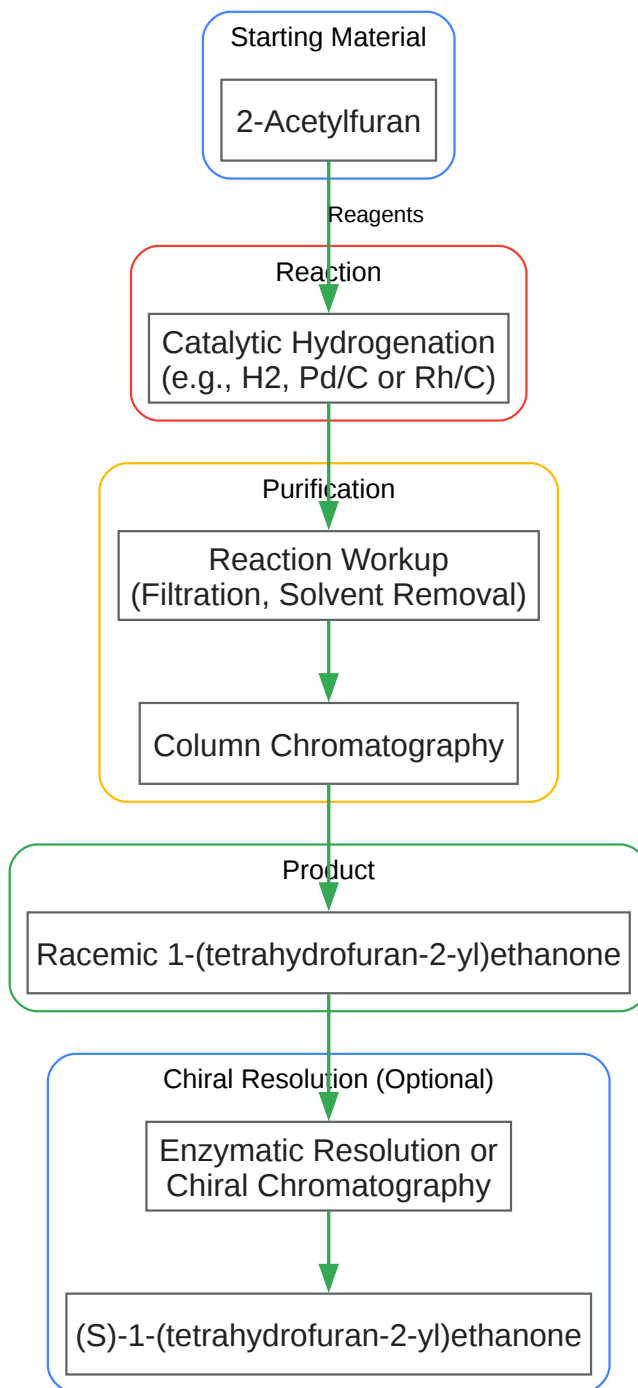 Starting Material
2-Acetylfuran
Reagents
Reaction
Catalytic Hydrogenation
(e.g., H2, Pd/C or Rh/C)
Purification
Reaction Workup
(Filtration, Solvent Removal)
Column Chromatography
Product
Racemic 1-(tetrahydrofuran-2-yl)ethanone
Chiral Resolution (Optional)
Enzymatic Resolution or
Chiral Chromatography
(S)-1-(tetrahydrofuran-2-yl)ethanone